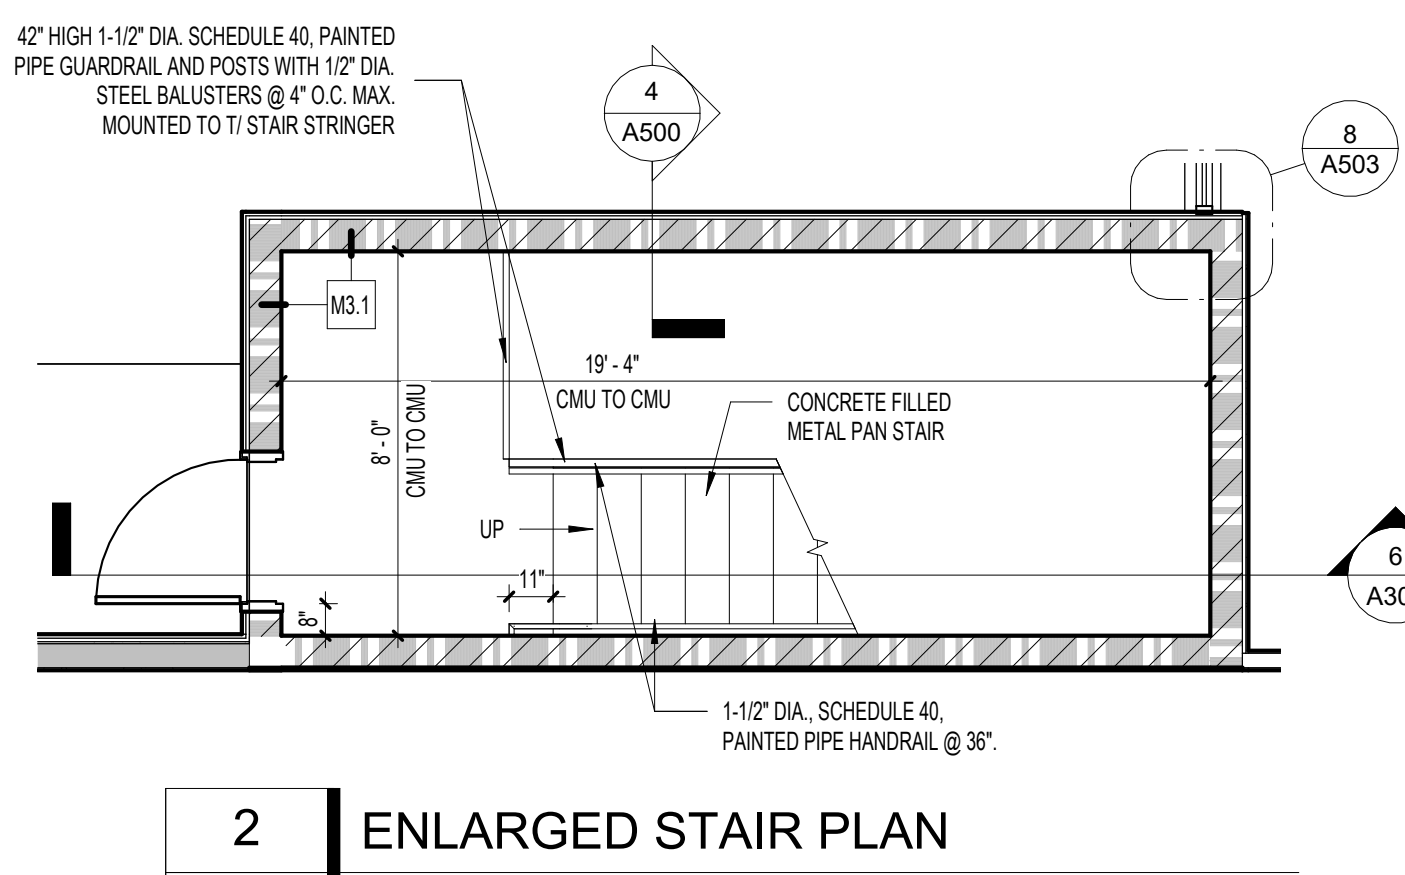 42" HIGH 1-1/2" DIA. SCHEDULE 40, PAINTED
PIPE GUARDRAIL AND POSTS WITH 1/2" DIA.
STEEL BALUSTERS @ 4" O.C. MAX.
MOUNTED TO T/ STAIR STRINGER
4
A500
8
A503
M3.1
19' - 4"
CMU TO CMU
8' - 0"
CMU TO CMU
CONCRETE FILLED
METAL PAN STAIR
UP
11"
8"
6
A30
1-1/2" DIA., SCHEDULE 40,
PAINTED PIPE HANDRAIL @ 36".
2
ENLARGED STAIR PLAN